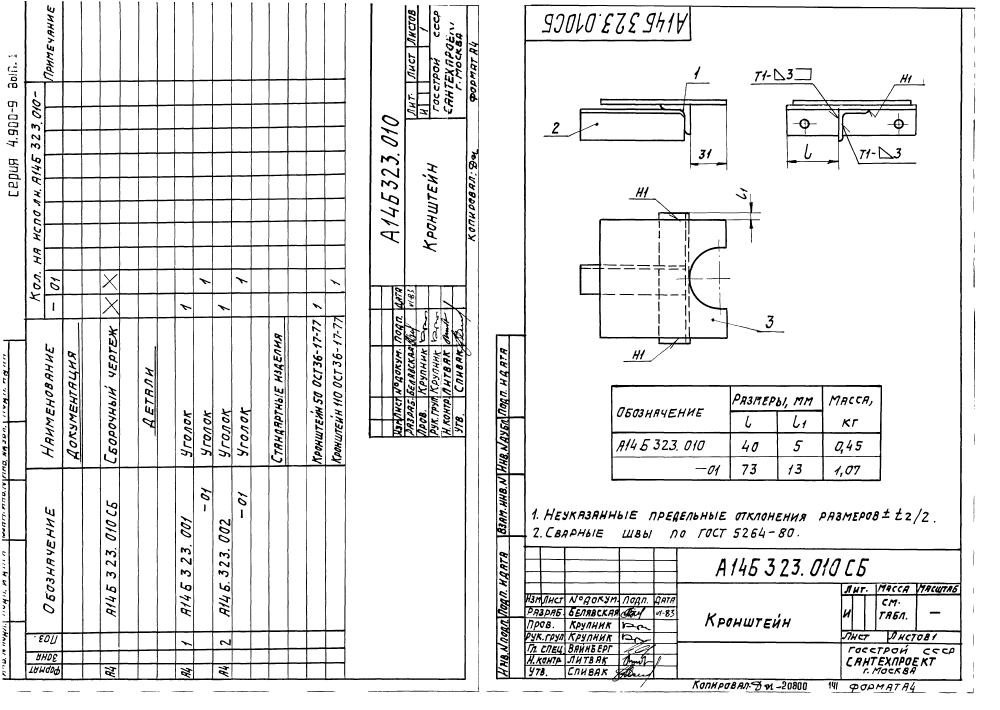 Серия 4.900-9 Вып. 1
Формат
Зона
Поз.
Обозначение
Наименование
Кол. на исполн. А14Б 323.010-
- 01
Примечание
Документация
А4 А14Б 323.010 СБ Сборочный чертеж X X
Детали
А4 1 А14Б 323.001 Уголок 1
-01 Уголок 1
А4 2 А14Б 323.002 Уголок 1
-01 Уголок 1
Стандартные изделия
Кронштейн 50 ОСТ 36-17-77 1
Кронштейн 110 ОСТ 36-17-77 1
А14Б323.010
Изм Лист № докум. Подп. Дата
Разраб. Белявская VI-83
Пров. Крупник
Рук.груп. Крупник
Н.контр. Литвак
Утв. Спивак
Кронштейн
Лит. Лист Листов
И 1
Госстрой СССР
Сантехпроект
г. Москва
Копировал:
Формат А4
А14Б 323.010СБ
1
2
31
Т1-◺3
Н1
l
Т1-◺3
Н1
l1
3
Н1
Обозначение
Размеры, мм
Масса, кг
l l1
А14Б 323.010 40 5 0,45
-01 73 13 1,07
1. Неуказанные предельные отклонения размеров ± t2/2.
2. Сварные швы по ГОСТ 5264-80.
Инв.№подл. Подп. и дата Взам.инв.№ Инв.№дубл. Подп. и дата
А14Б 323.010 СБ
Изм Лист № докум. Подп. Дата
Разраб. Белявская VI-83
Пров. Крупник
Рук.груп. Крупник
Гл. спец. Вайнберг
Н.контр. Литвак
Утв. Спивак
Кронштейн
Лит. Масса Масштаб
И См. табл. —
Лист Листов 1
Госстрой СССР
Сантехпроект
г. Москва
Копировал: -20800 141 Формат А4